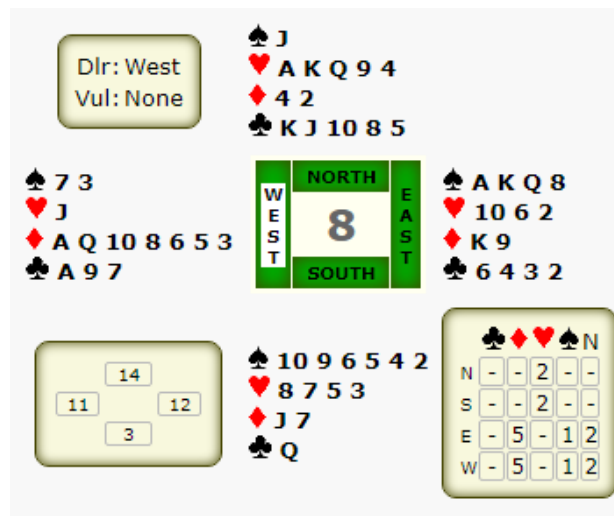 ♠ J
Dlr: West
♥ A K Q 9 4
Vul: None
♦ 4 2
♣ K J 10 8 5
♠ 7 3
♥ J
♦ A Q 10 8 6 5 3
♣ A 9 7
NORTH
WEST
8
EAST
SOUTH
♠ A K Q 8
♥ 10 6 2
♦ K 9
♣ 6 4 3 2
14
11 12
3
♠ 10 9 6 5 4 2
♥ 8 7 5 3
♦ J 7
♣ Q
♣ ♦ ♥ ♠ N
N - - 2 - -
S - - 2 - -
E - 5 - 1 2
W - 5 - 1 2